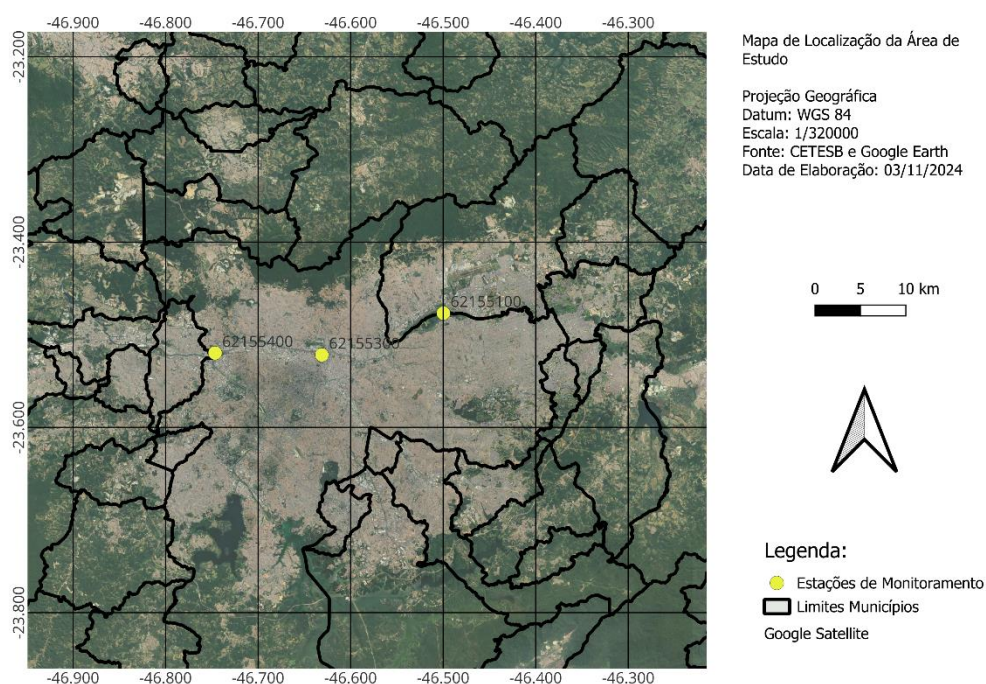 -46.900 -46.800 -46.700 -46.600 -46.500 -46.400 -46.300
-23.200
-23.400
-23.600
-23.800
62155100
62155400
62155300
-46.900 -46.800 -46.700 -46.600 -46.500 -46.400 -46.300
Mapa de Localização da Área de
Estudo
Projeção Geográfica
Datum: WGS 84
Escala: 1/320000
Fonte: CETESB e Google Earth
Data de Elaboração: 03/11/2024
0 5 10 km
Legenda:
Estações de Monitoramento
Limites Municípios
Google Satellite